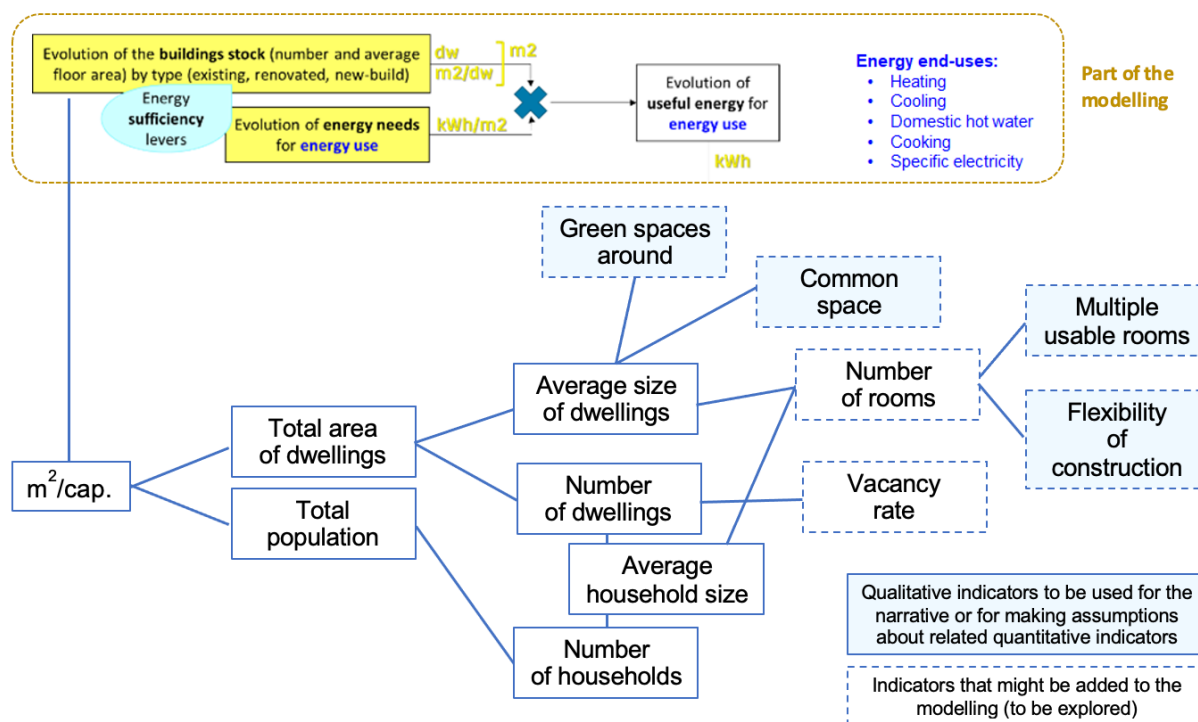 Evolution of the buildings stock (number and average
floor area) by type (existing, renovated, new-build)
dw
m2/dw
m2
Energy
sufficiency
levers
Evolution of energy needs
for energy use
kWh/m2
Evolution of
useful energy for
energy use
kWh
Energy end-uses:
• Heating
• Cooling
• Domestic hot water
• Cooking
• Specific electricity
Part of the
modelling
Green spaces
around
Common
space
Multiple
usable rooms
Average size
of dwellings
Number
of rooms
Flexibility
of
construction
Total area
of dwellings
m²/cap.
Total
population
Number
of dwellings
Vacancy
rate
Average
household size
Number
of households
Qualitative indicators to be used for the
narrative or for making assumptions
about related quantitative indicators
Indicators that might be added to the
modelling (to be explored)